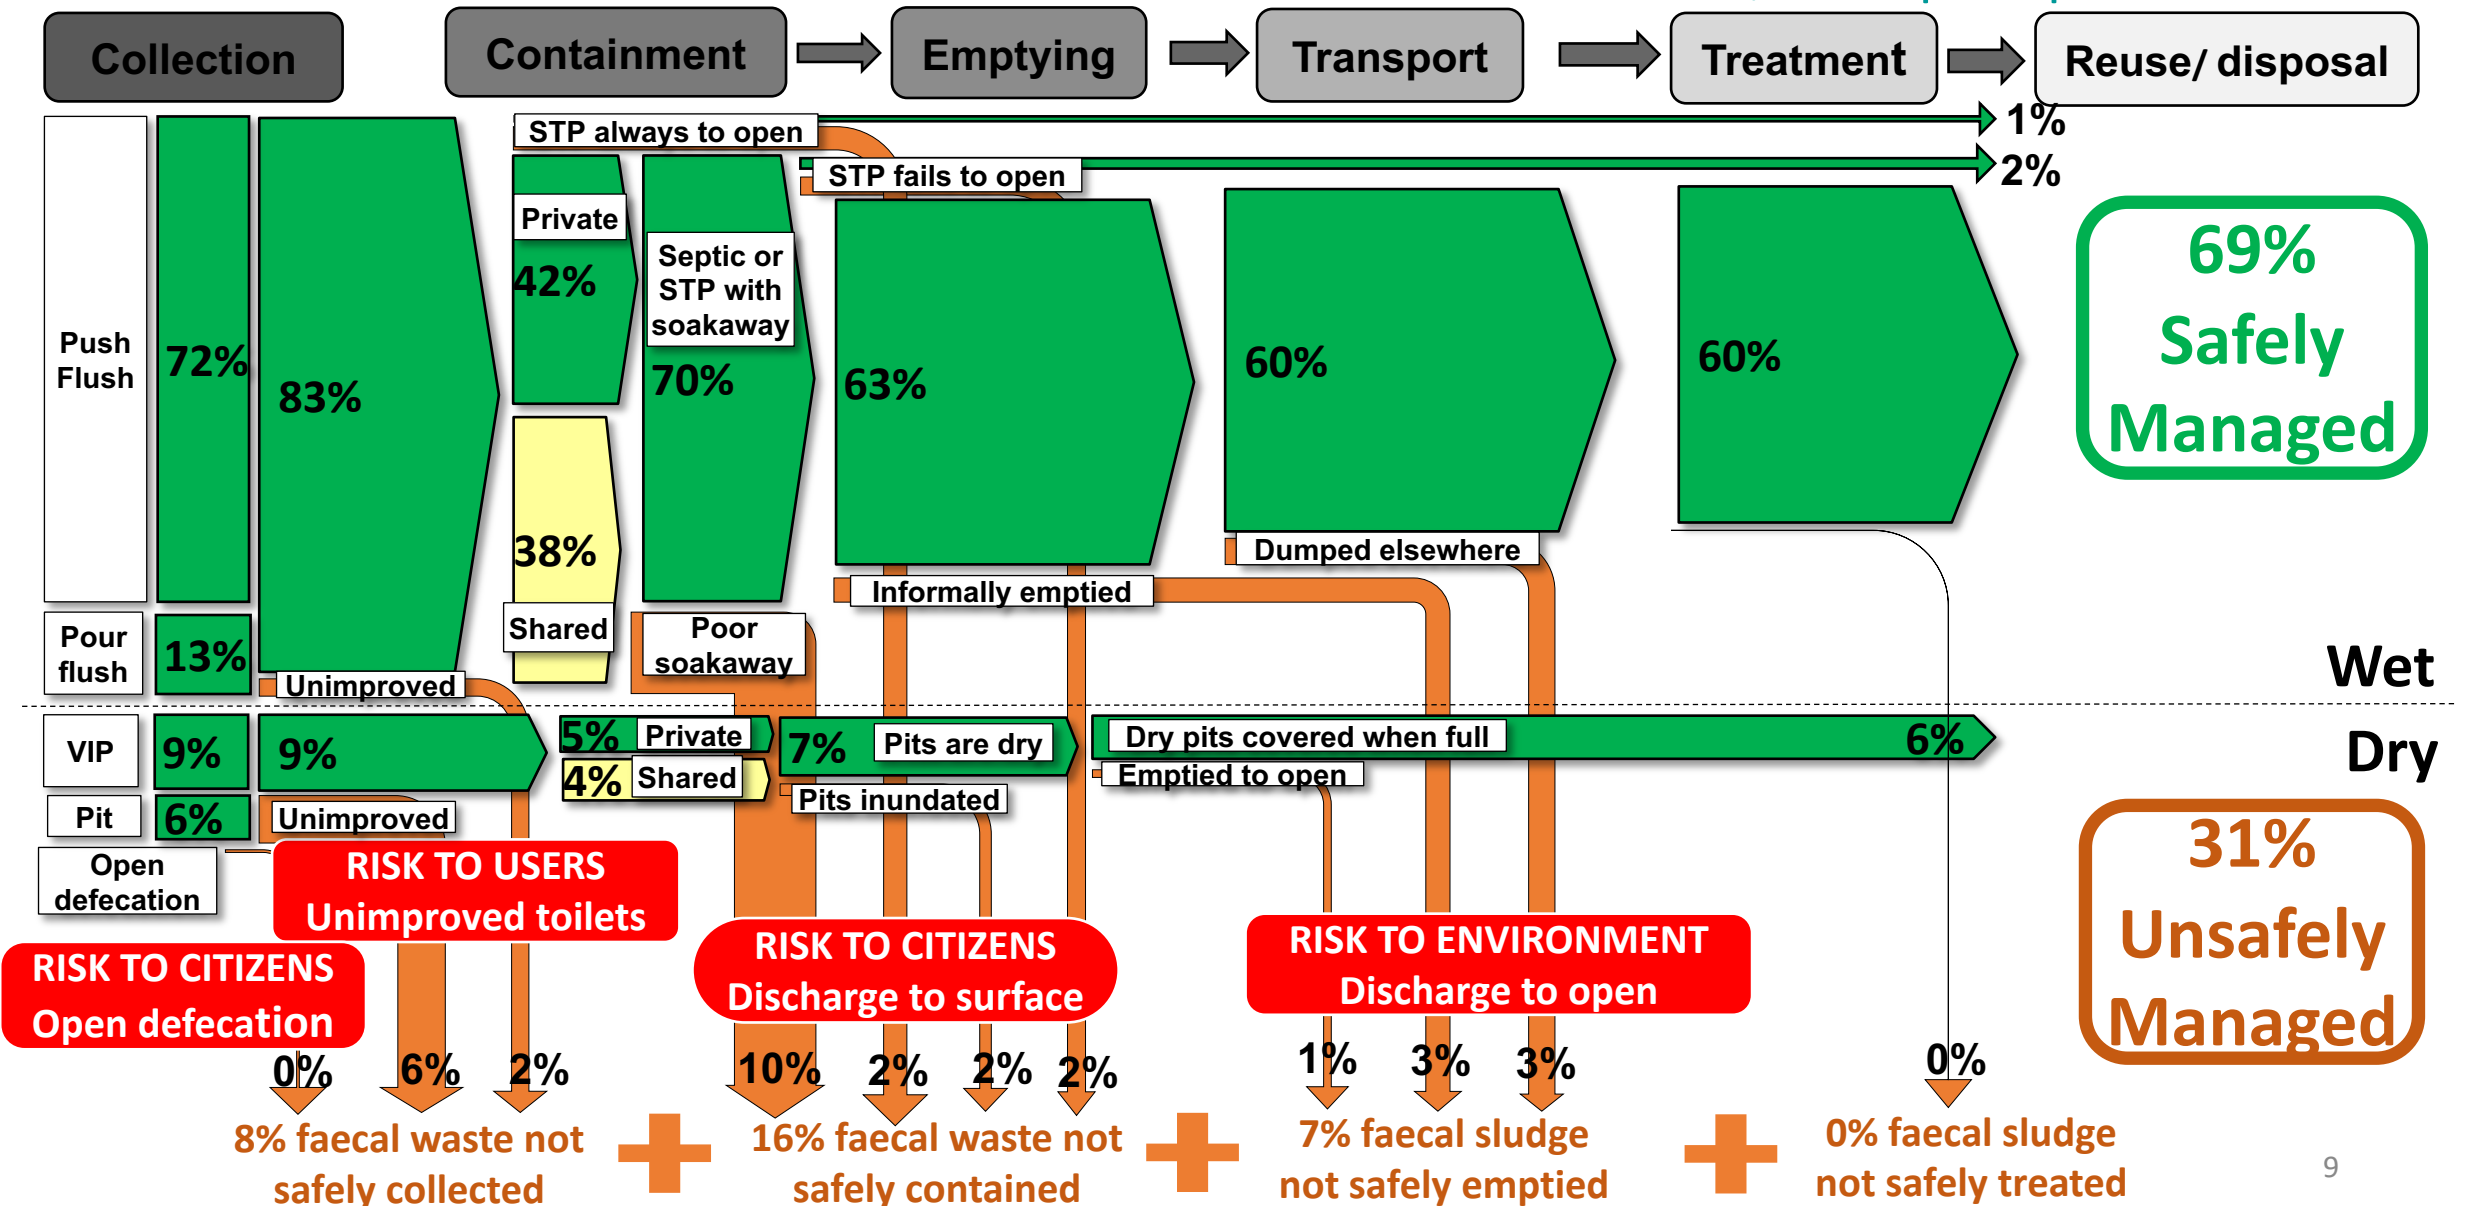 Collection
Containment
Emptying
Transport
Treatment
Reuse/ disposal
STP always to open
1%
STP fails to open
2%
Push
Flush
72%
83%
Private
42%
38%
Shared
Septic or
STP with
soakaway
70%
63%
60%
60%
69%
Safely
Managed
Dumped elsewhere
Informally emptied
Pour
flush
13%
Unimproved
Poor
soakaway
Wet
VIP
9%
9%
5% Private
4% Shared
7% Pits are dry
Pits inundated
Dry pits covered when full
6%
Emptied to open
Dry
Pit
6%
Unimproved
Open
defecation
RISK TO USERS
Unimproved toilets
RISK TO CITIZENS
Open defecation
RISK TO CITIZENS
Discharge to surface
RISK TO ENVIRONMENT
Discharge to open
31%
Unsafely
Managed
0% 6% 2% 10% 2% 2% 2% 1% 3% 3% 0%
8% faecal waste not
safely collected
16% faecal waste not
safely contained
7% faecal sludge
not safely emptied
0% faecal sludge
not safely treated
9